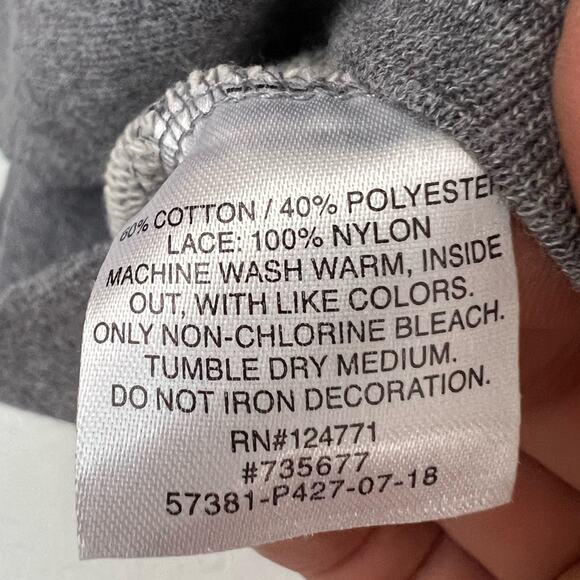 60% COTTON / 40% POLYESTER
LACE: 100% NYLON
MACHINE WASH WARM, INSIDE
OUT, WITH LIKE COLORS.
ONLY NON-CHLORINE BLEACH.
TUMBLE DRY MEDIUM.
DO NOT IRON DECORATION.
RN#124771
#735677
57381-P427-07-18